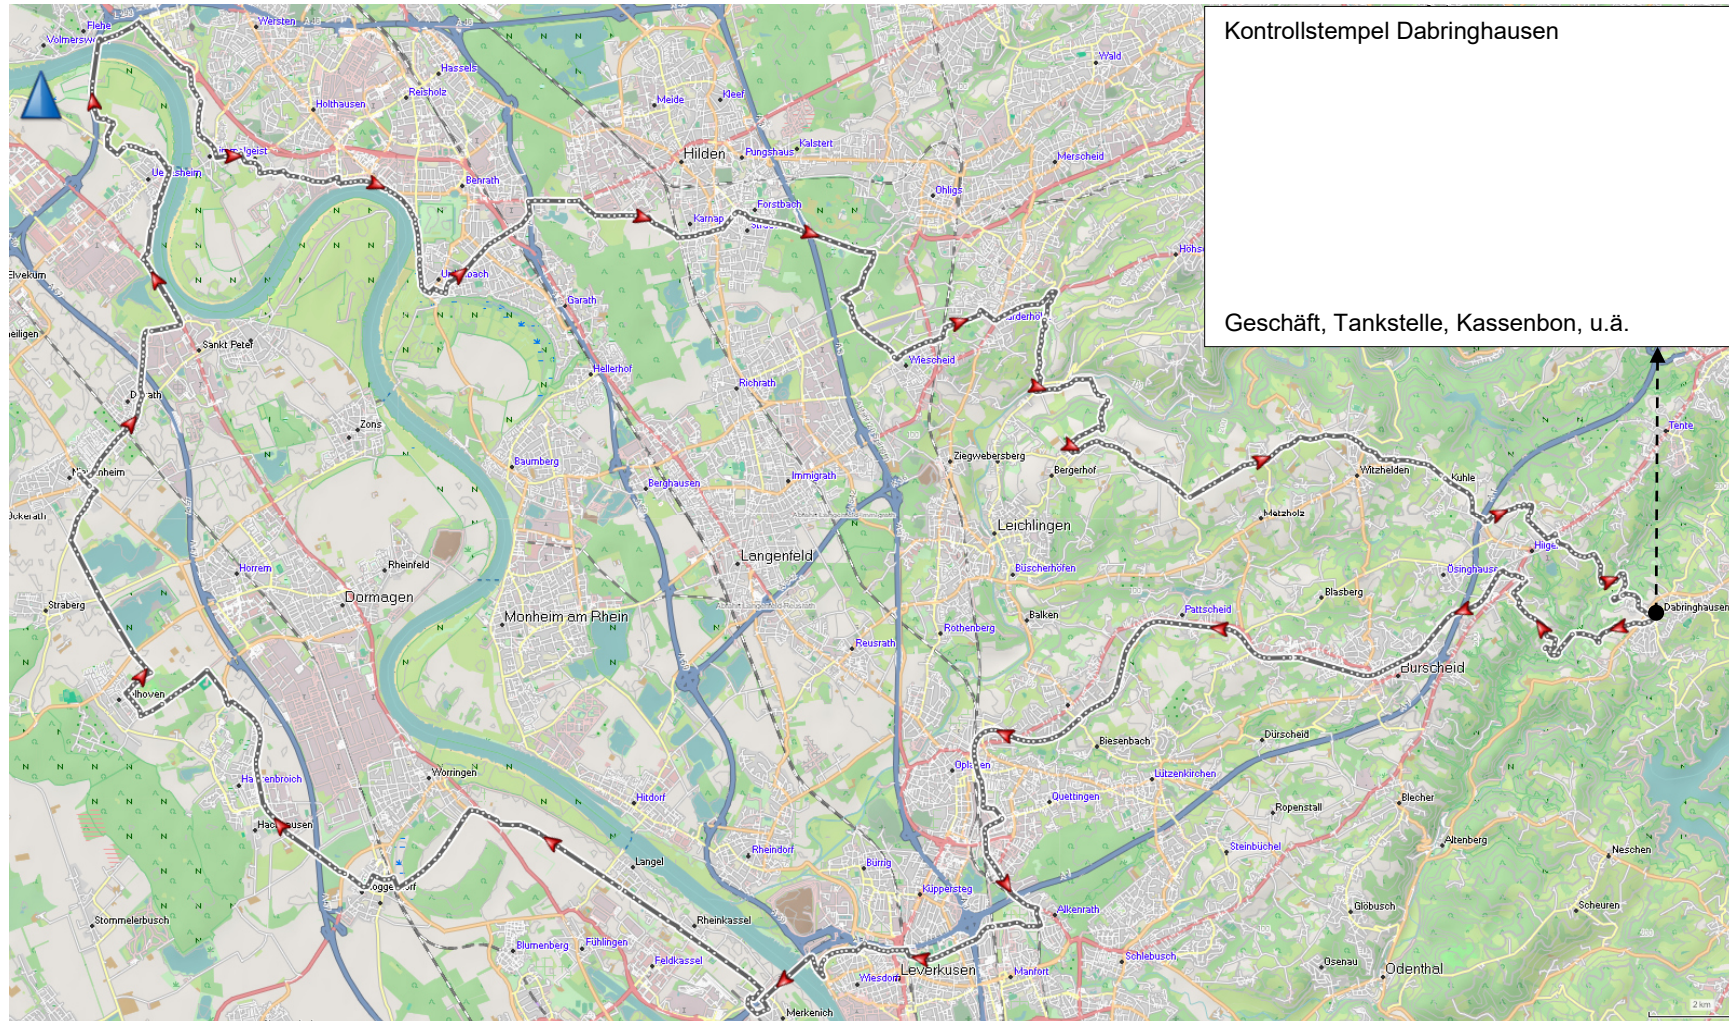 Kontrollstempel Dabringhausen
Geschäft, Tankstelle, Kassenbon, u.ä.
Flehe
Wersten
Hassels
Reisholz
Holthausen
Benrath
Meide
Kleef
Hilden
Pungshaus
Kalstert
Wald
Merscheid
Ohligs
Forstbach
Karnap
Garath
Hellerhof
Sankt Peter
Zons
Richrath
Wiescheid
Baumberg
Berghausen
Immigrath
Ziegwebersberg
Bergerhof
Witzhelden
Kuhle
Tente
Metzholz
Leichlingen
Langenfeld
Büscherhöfen
Horrem
Rheinfeld
Dormagen
Straberg
Monheim am Rhein
Reusrath
Rothenberg
Balken
Pattscheid
Blasberg
Dabringhausen
Burscheid
Biesenbach
Dürscheid
Lützenkirchen
Quettingen
Ropenstall
Blecher
Altenberg
Neschen
Steinbüchel
Worringen
Hitdorf
Rheindorf
Bürrig
Küppersteg
Alkenrath
Langel
Rheinkassel
Stommelerbusch
Blumenberg
Fühlingen
Feldkassel
Wiesdorf
Leverkusen
Manfort
Schlebusch
Glöbusch
Scheuren
Osenau
Odenthal
Merkenich
2 km